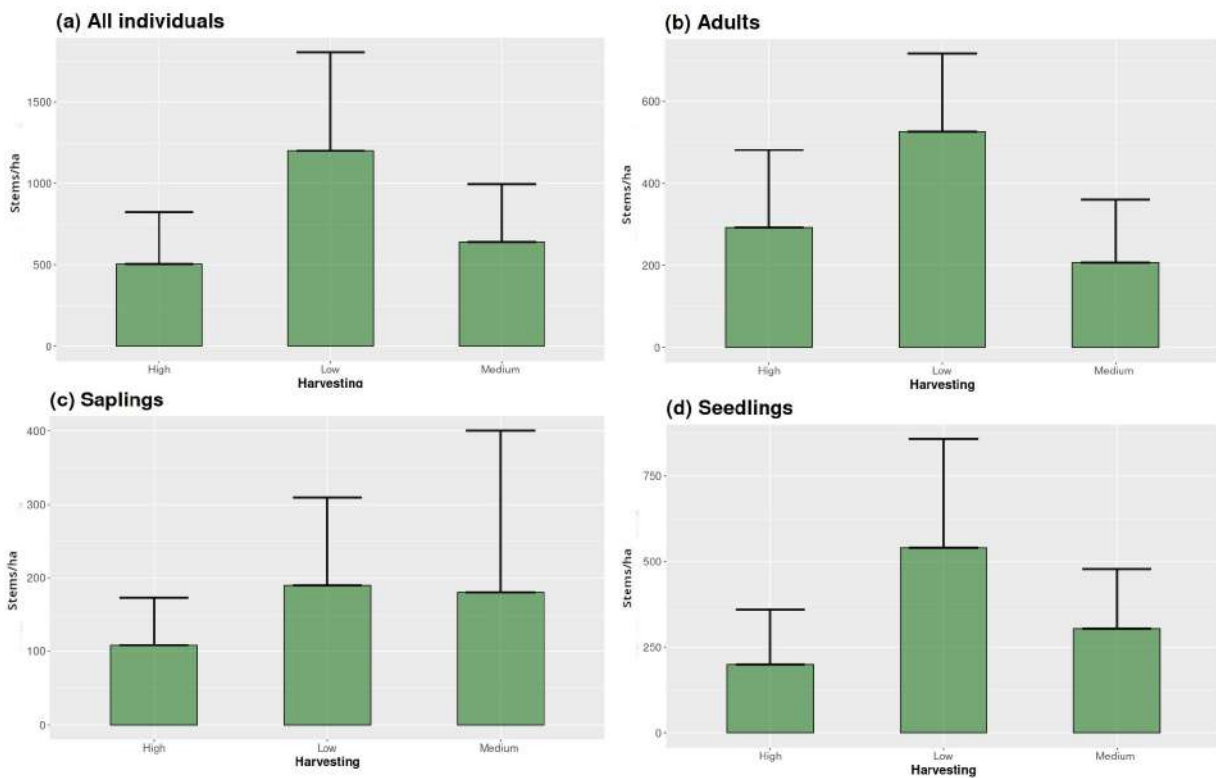 (a) All individuals
1500
1000
500
0
Stems/ha
High
Low
Medium
Harvesting
(b) Adults
600
400
200
0
Stems/ha
High
Low
Medium
Harvesting
(c) Saplings
400
300
200
100
0
Stems/ha
High
Low
Medium
Harvesting
(d) Seedlings
750
500
250
0
Stems/ha
High
Low
Medium
Harvesting